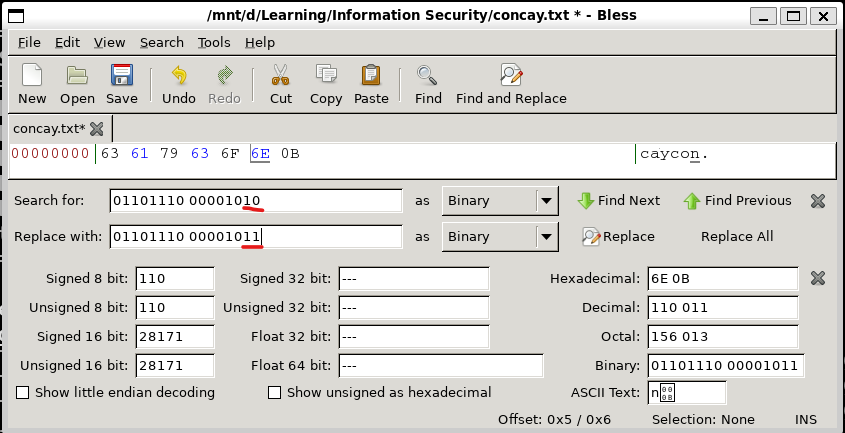 /mnt/d/Learning/Information Security/concay.txt * - Bless
File Edit View Search Tools Help
New Open Save Undo Redo Cut Copy Paste Find Find and Replace
concay.txt*
00000000 63 61 79 63 6F 6E 0B caycon.
Search for: 01101110 00001010 as Binary Find Next Find Previous
Replace with: 01101110 00001011 as Binary Replace Replace All
Signed 8 bit: 110 Signed 32 bit: --- Hexadecimal: 6E 0B
Unsigned 8 bit: 110 Unsigned 32 bit: --- Decimal: 110 011
Signed 16 bit: 28171 Float 32 bit: --- Octal: 156 013
Unsigned 16 bit: 28171 Float 64 bit: --- Binary: 01101110 00001011
Show little endian decoding Show unsigned as hexadecimal ASCII Text: n
Offset: 0x5 / 0x6 Selection: None INS